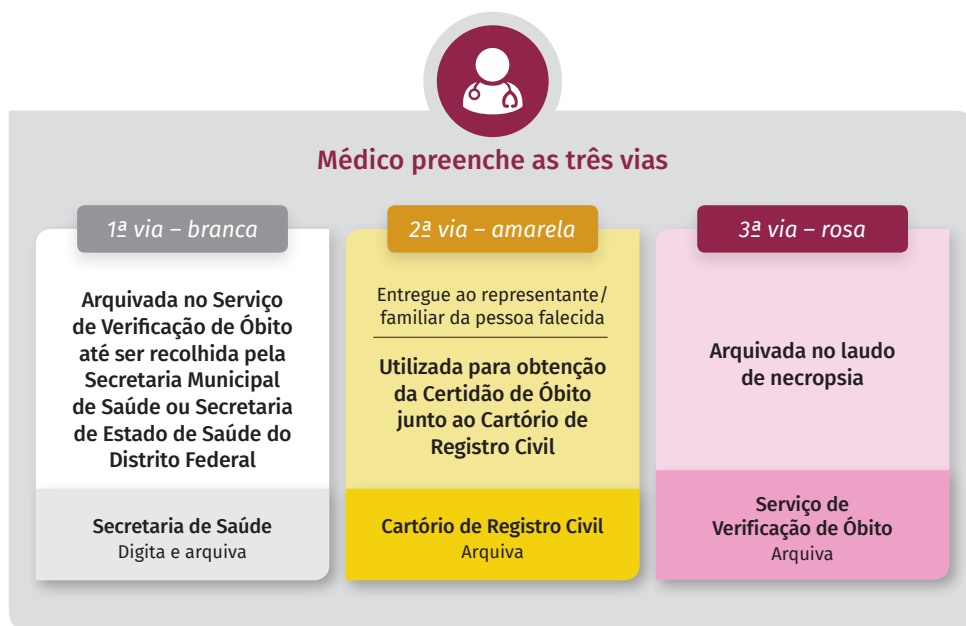 Médico preenche as três vias
1ª via – branca
Arquivada no Serviço
de Verificação de Óbito
até ser recolhida pela
Secretaria Municipal
de Saúde ou Secretaria
de Estado de Saúde do
Distrito Federal
Secretaria de Saúde
Digita e arquiva
2ª via – amarela
Entregue ao representante/
familiar da pessoa falecida
Utilizada para obtenção
da Certidão de Óbito
junto ao Cartório de
Registro Civil
Cartório de Registro Civil
Arquiva
3ª via – rosa
Arquivada no laudo
de necropsia
Serviço de
Verificação de Óbito
Arquiva